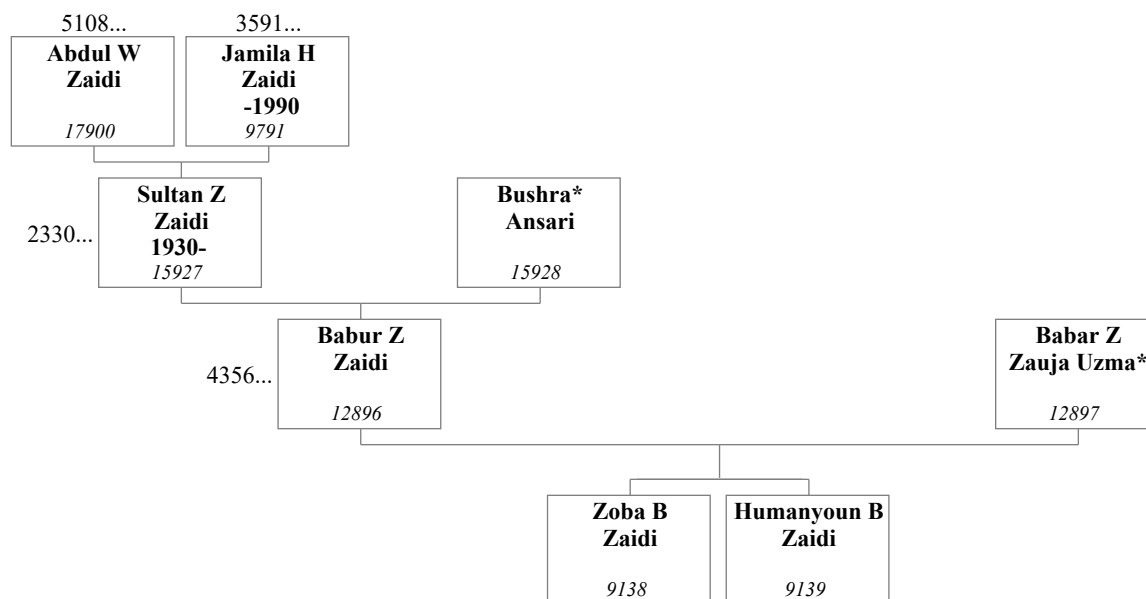 5108...
3591...
Abdul W
Zaidi
17900
Jamila H
Zaidi
-1990
9791
2330...
Sultan Z
Zaidi
1930-
15927
Bushra*
Ansari
15928
4356...
Babur Z
Zaidi
12896
Babar Z
Zauja Uzma*
12897
Zoba B
Zaidi
9138
Humanyoun B
Zaidi
9139